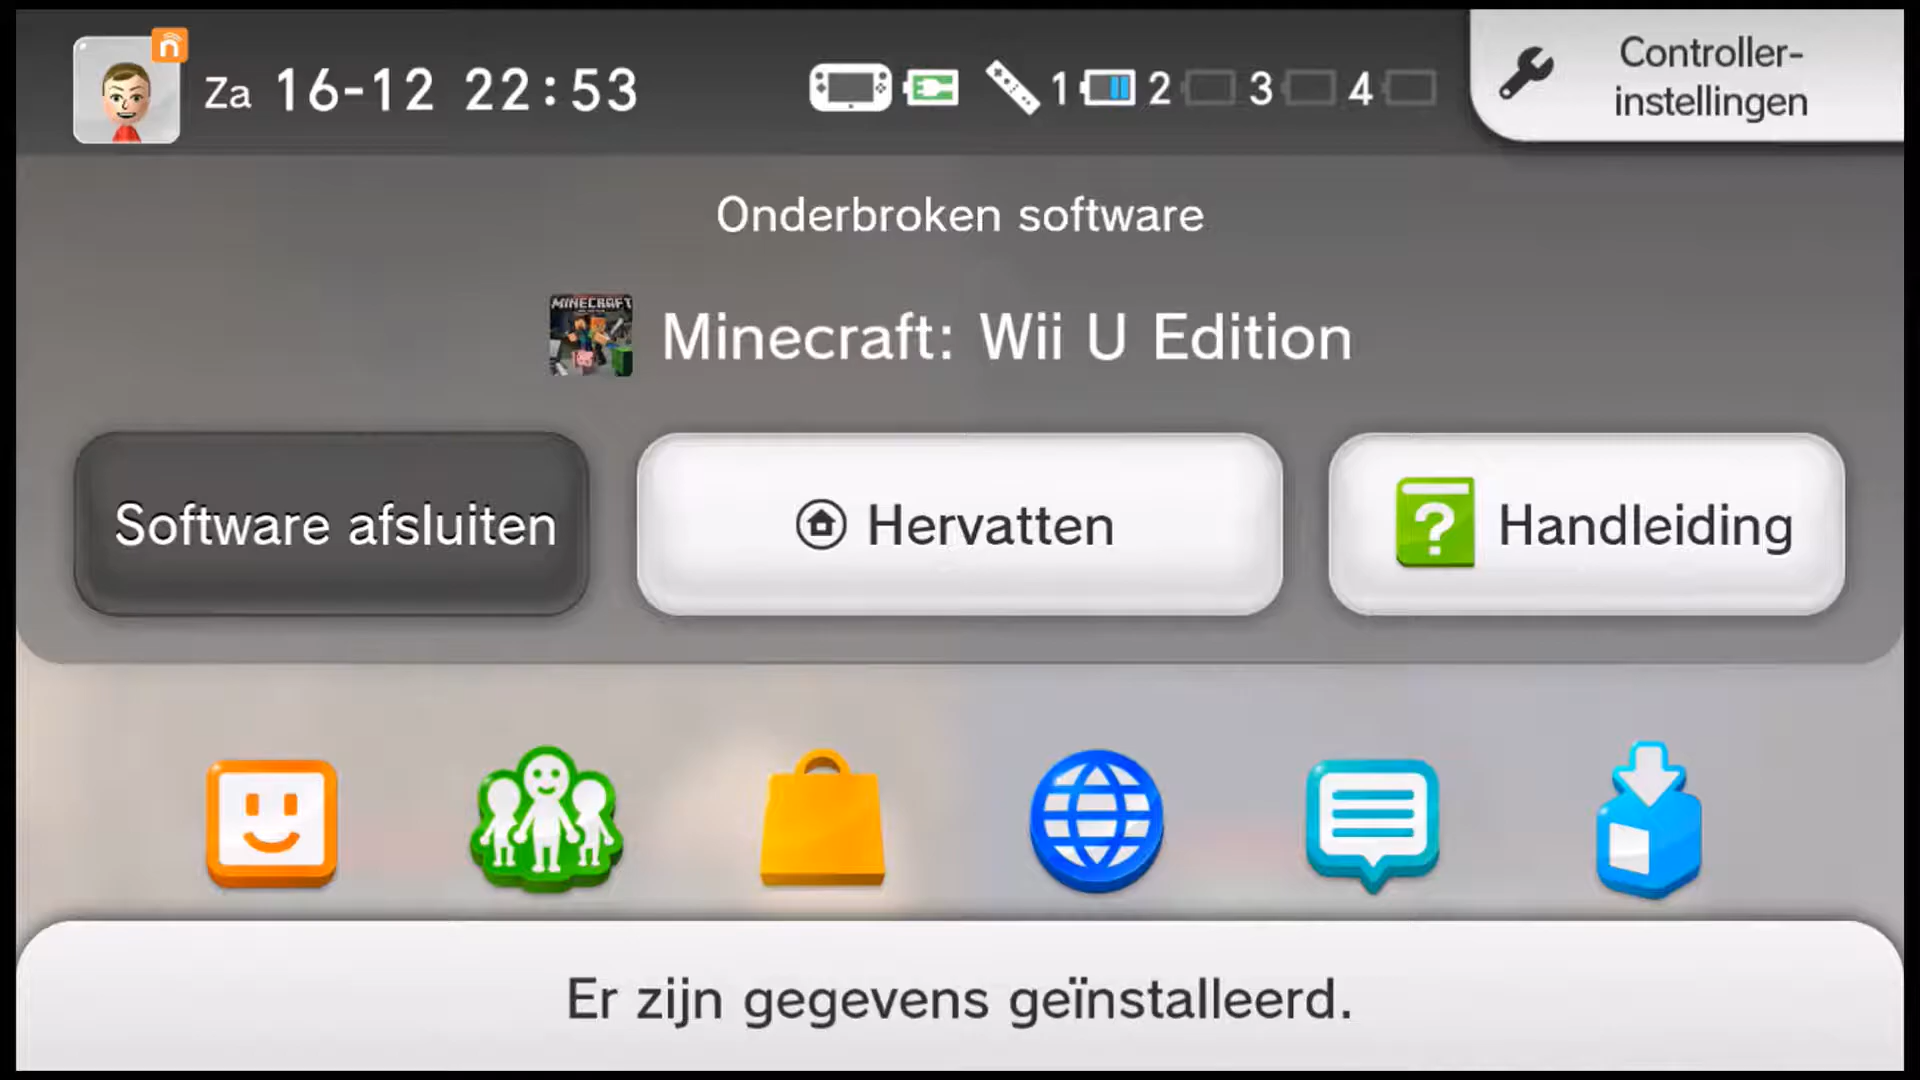 Za 16-12 22:53
1 2 3 4
Controller-
instellingen
Onderbroken software
MINECRAFT
Minecraft: Wii U Edition
Software afsluiten
Hervatten
? Handleiding
Er zijn gegevens geïnstalleerd.